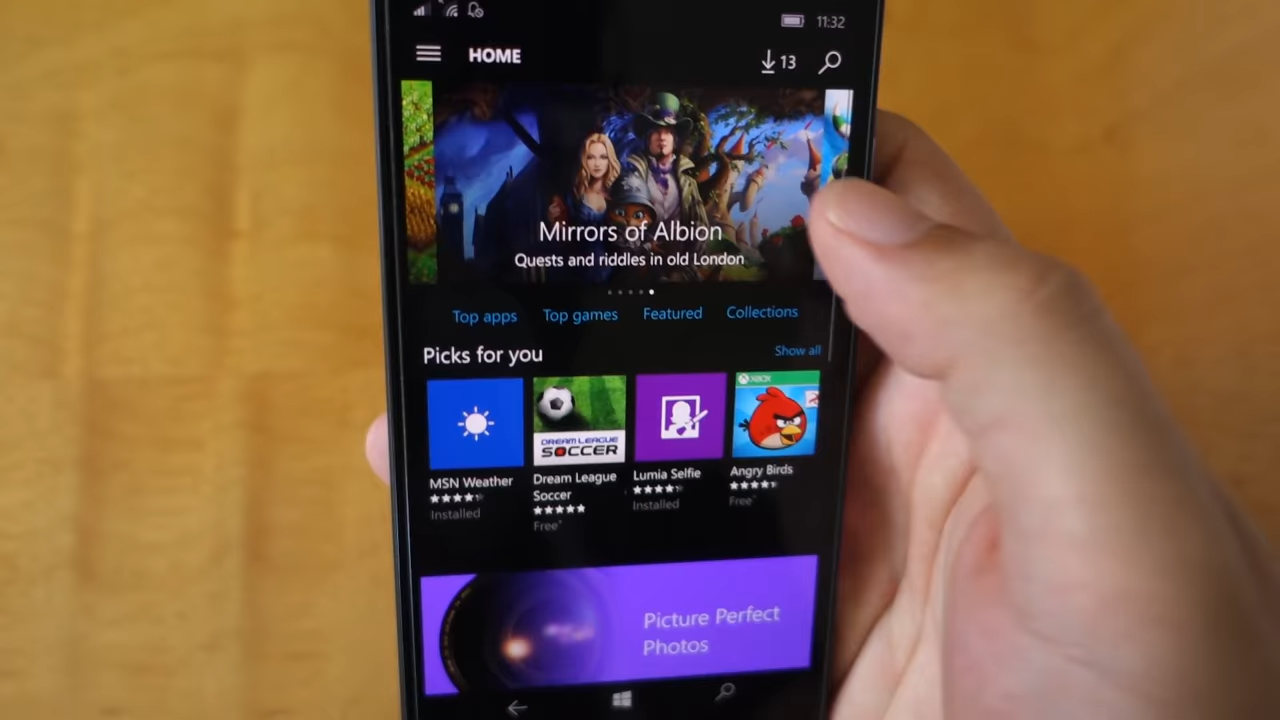 11:32
HOME
13
Mirrors of Albion
Quests and riddles in old London
Top apps Top games Featured Collections
Picks for you Show all
DREAM LEAGUE
SOCCER
XBOX
MSN Weather
Installed
Dream League
Soccer
Free*
Lumia Selfie
Installed
Angry Birds
Free*
Picture Perfect
Photos